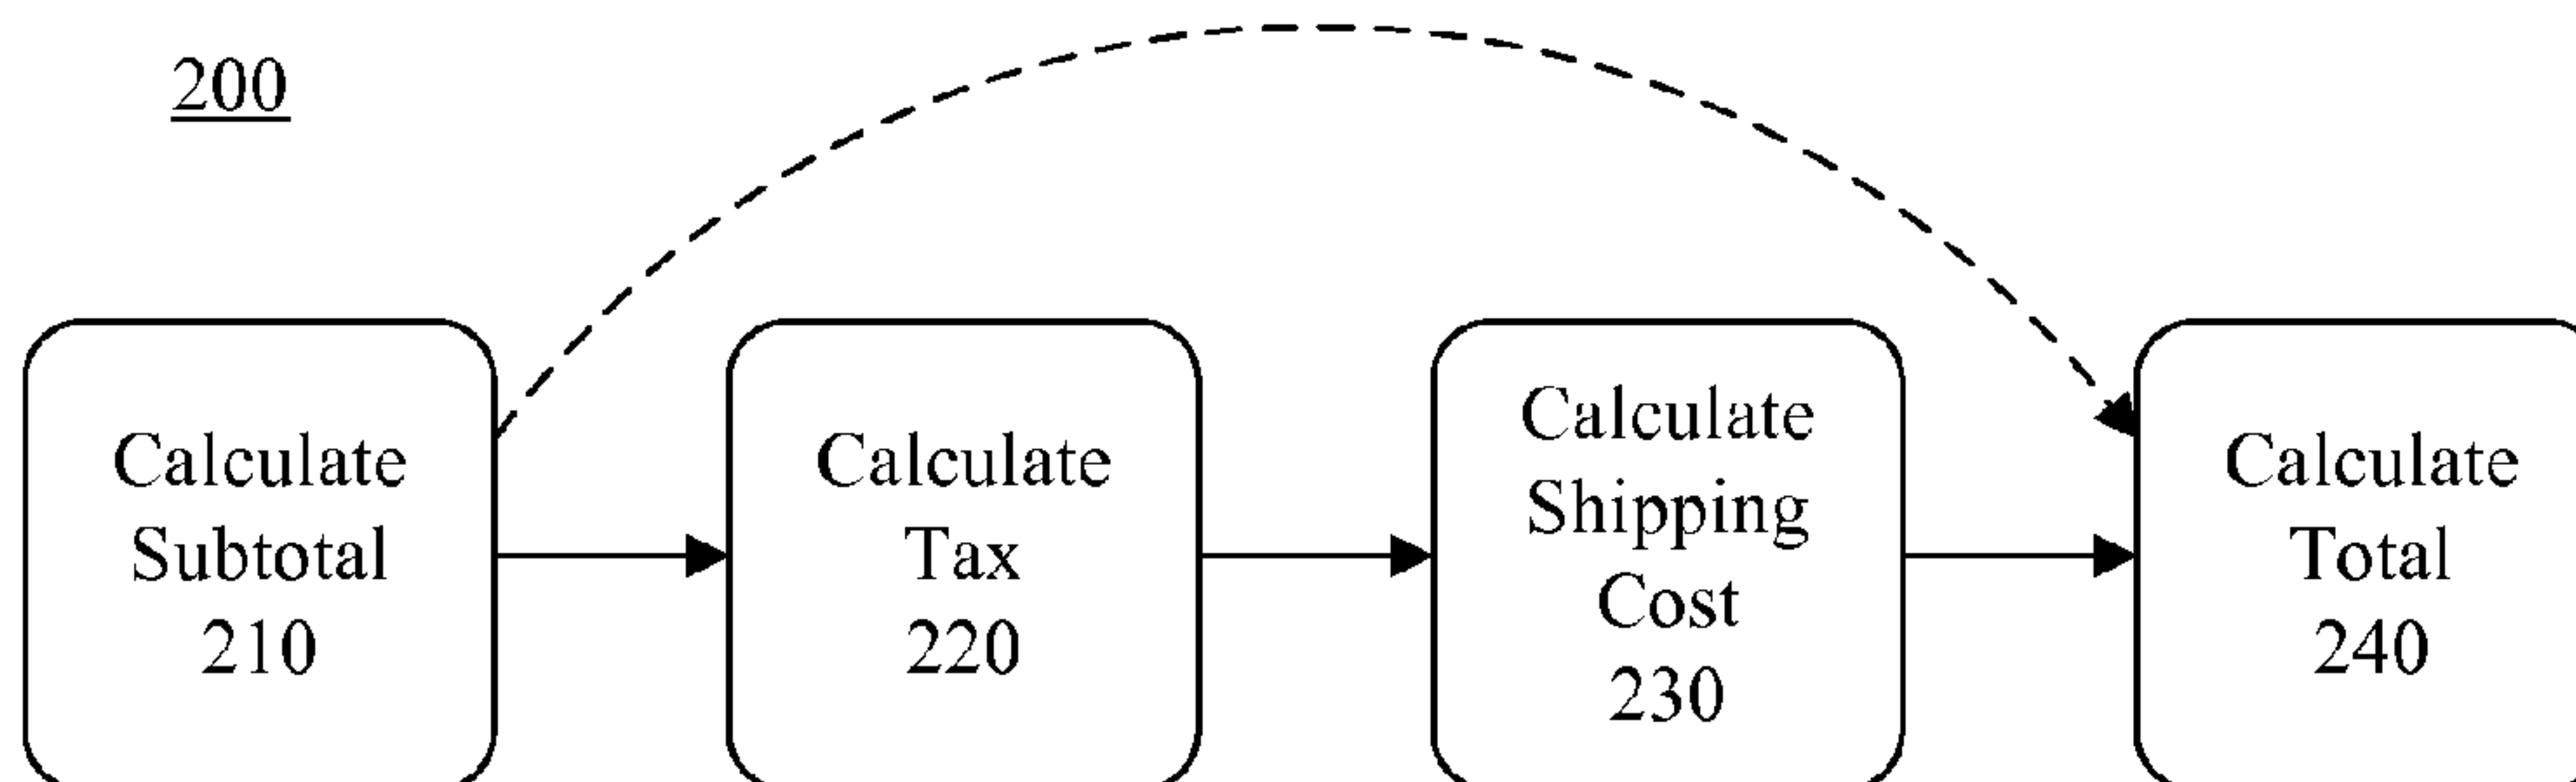 200
Calculate
Subtotal
210
Calculate
Tax
220
Calculate
Shipping
Cost
230
Calculate
Total
240